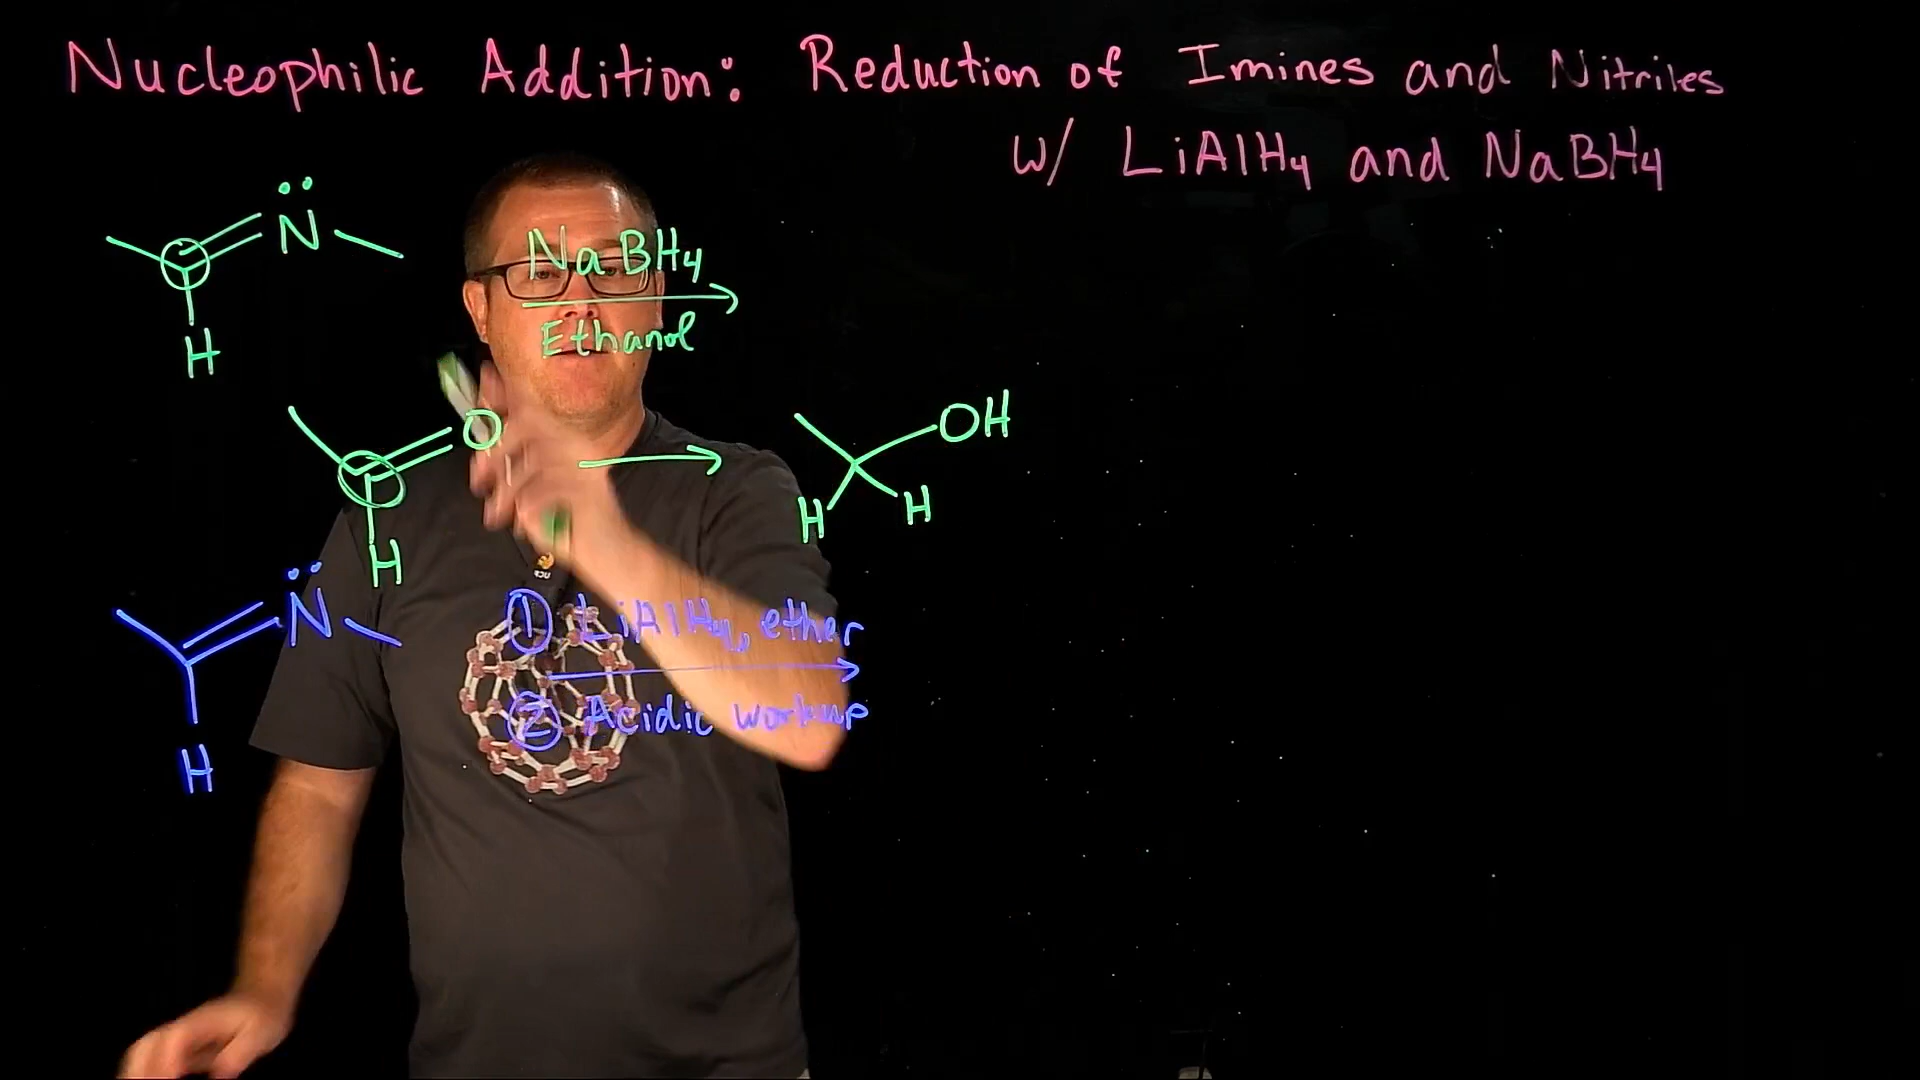 Nucleophilic Addition: Reduction of Imines and Nitriles
w/ LiAlH4 and NaBH4
N
H
NaBH4
Ethanol
O
H
OH
H H
N
H
① LiAlH4, ether
② Acidic workup